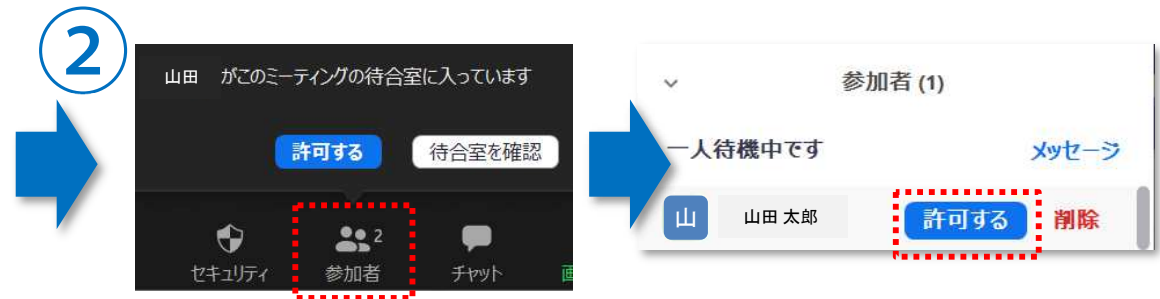 ②
山田 がこのミーティングの待合室に入っています
許可する 待合室を確認
2
セキュリティ 参加者 チャット
参加者 (1)
一人待機中です メッセージ
山 山田 太郎 許可する 削除